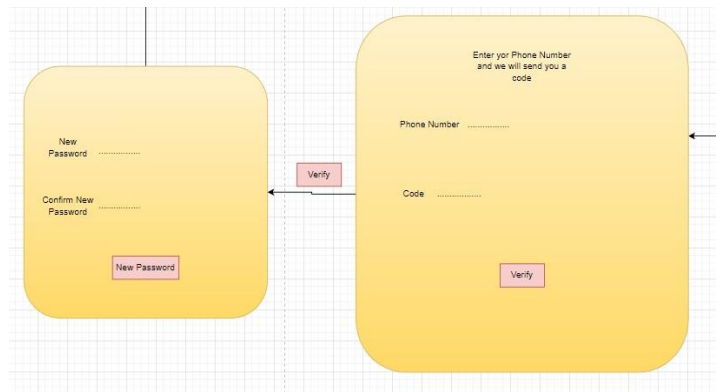 New
Password ................
Confirm New
Password ................
New Password
Verify
Enter yor Phone Number
and we will send you a
code
Phone Number ................
Code .................
Verify